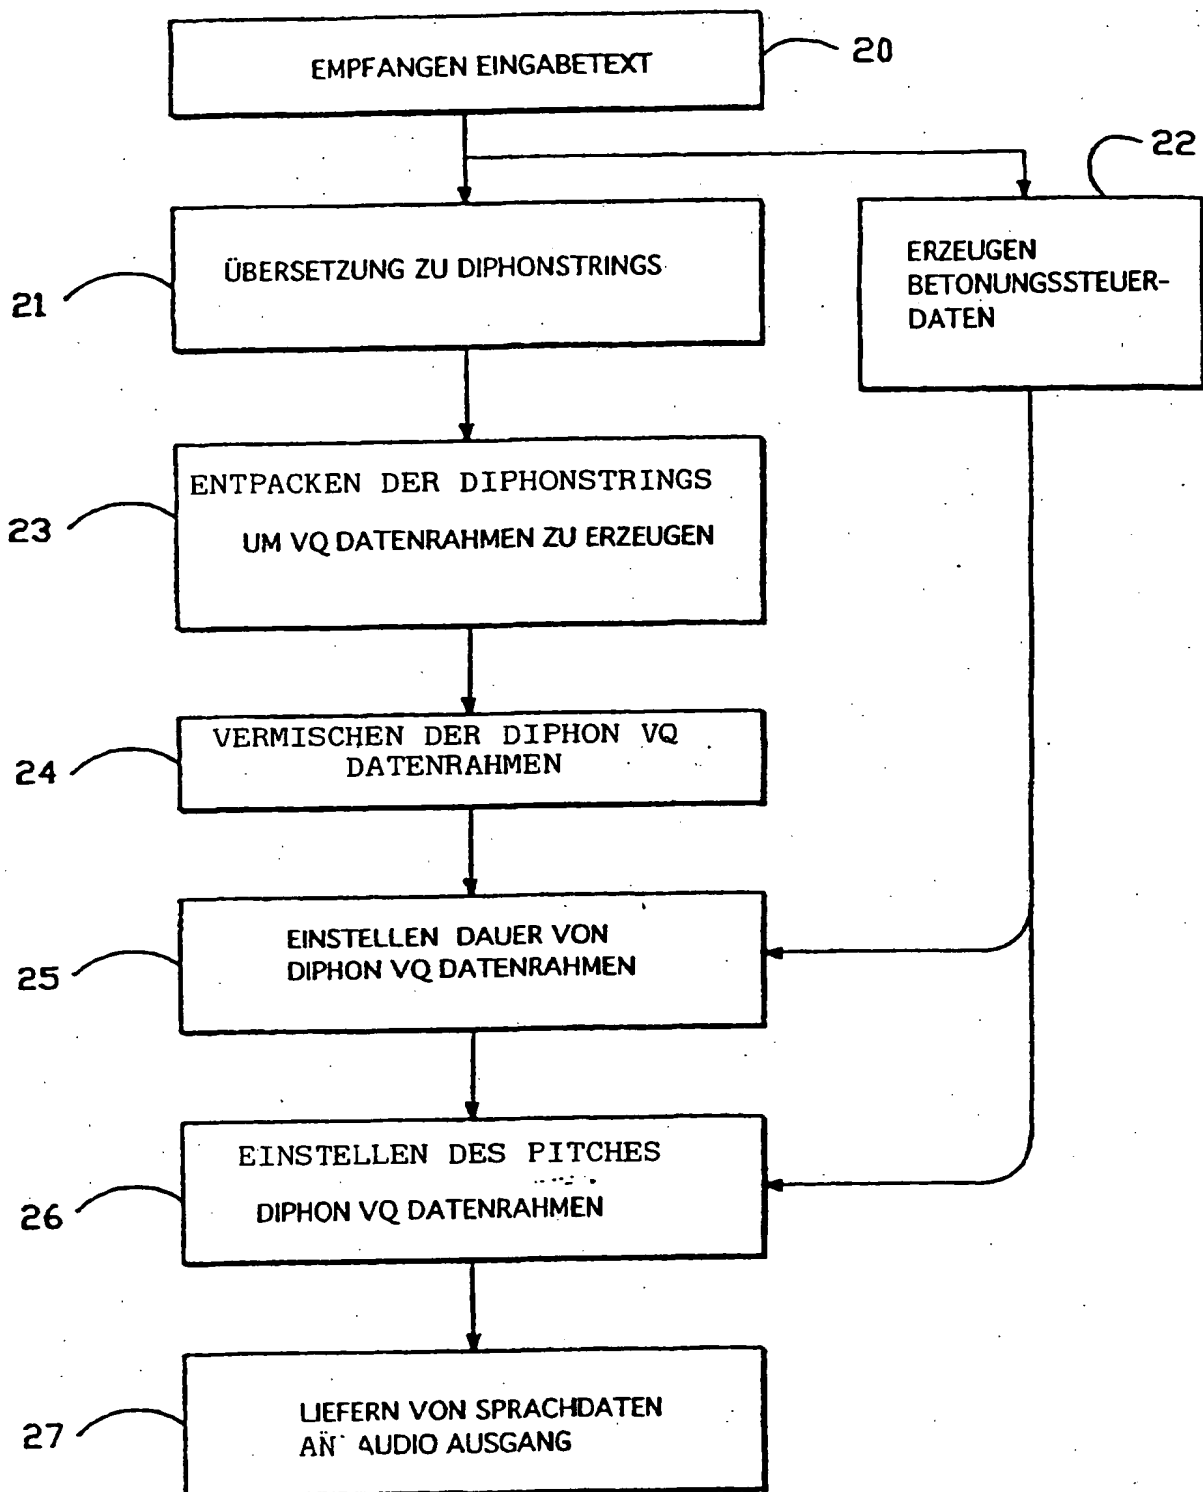 EMPFANGEN EINGABETEXT
20
22
ÜBERSETZUNG ZU DIPHONSTRINGS
21
ERZEUGEN
BETONUNGSSTEUER-
DATEN
ENTPACKEN DER DIPHONSTRINGS
UM VQ DATENRAHMEN ZU ERZEUGEN
23
VERMISCHEN DER DIPHON VQ
DATENRAHMEN
24
EINSTELLEN DAUER VON
DIPHON VQ DATENRAHMEN
25
EINSTELLEN DES PITCHES
DIPHON VQ DATENRAHMEN
26
LIEFERN VON SPRACHDATEN
AN AUDIO AUSGANG
27